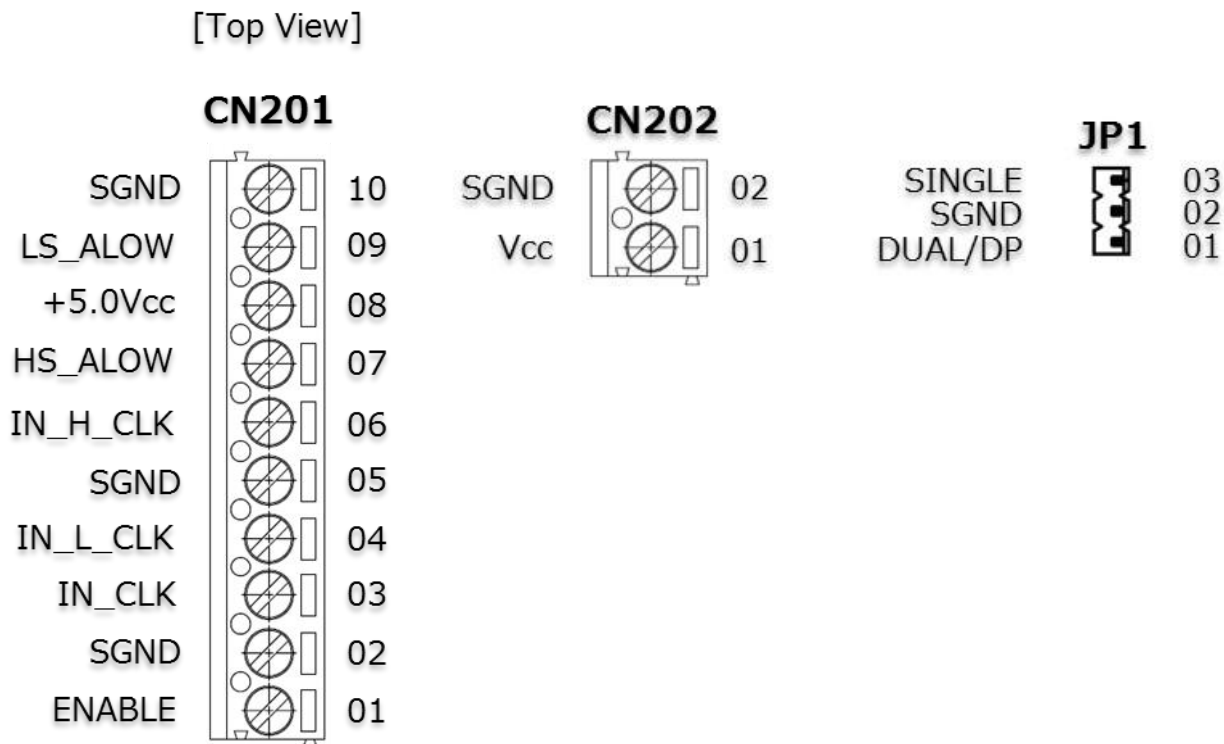 [Top View]
CN201
SGND 10
LS_ALOW 09
+5.0Vcc 08
HS_ALOW 07
IN_H_CLK 06
SGND 05
IN_L_CLK 04
IN_CLK 03
SGND 02
ENABLE 01
CN202
SGND 02
Vcc 01
JP1
SINGLE 03
SGND 02
DUAL/DP 01